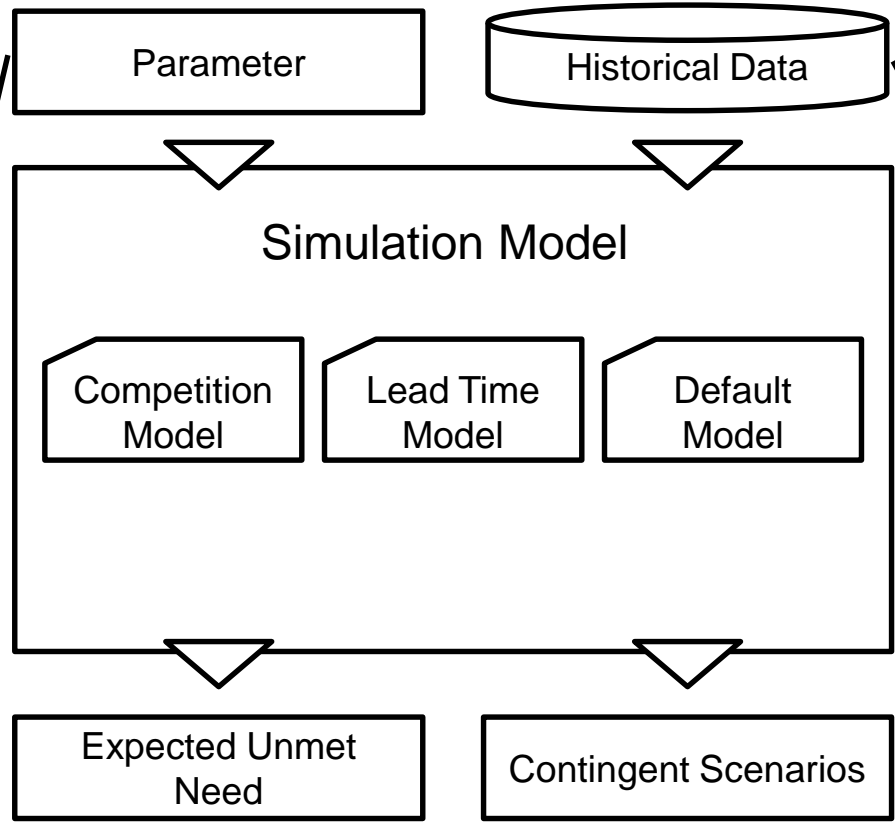 Parameter
Historical Data
Simulation Model
Competition
Model
Lead Time
Model
Default
Model
Expected Unmet
Need
Contingent Scenarios